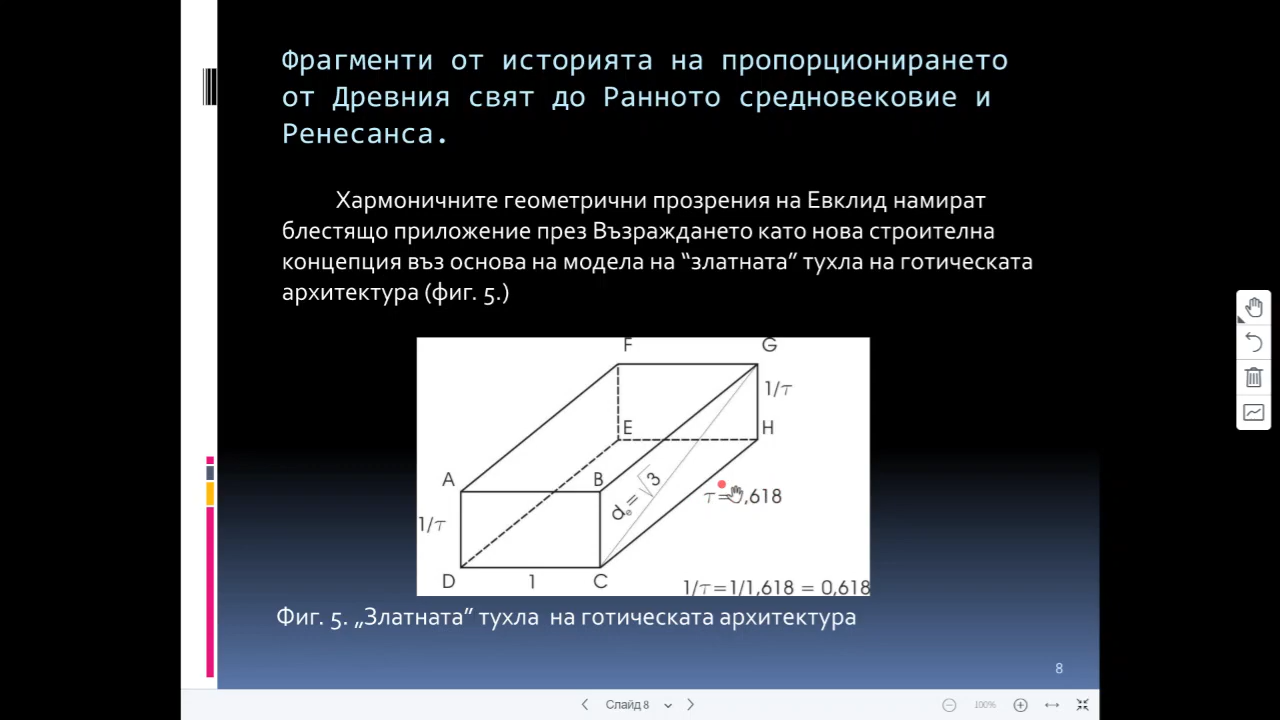 Фрагменти от историята на пропорционирането
от Древния свят до Ранното средновековие и
Ренесанса.
Хармоничните геометрични прозрения на Евклид намират
блестящо приложение през Възраждането като нова строителна
концепция въз основа на модела на “златната” тухла на готическата
архитектура (фиг. 5.)
F G
1/τ
E H
A B
dₑ = √3
τ= ,618
1/τ
D 1 C
1/τ=1/1,618 = 0,618
Фиг. 5. „Златната” тухла на готическата архитектура
8
Слайд 8
100%